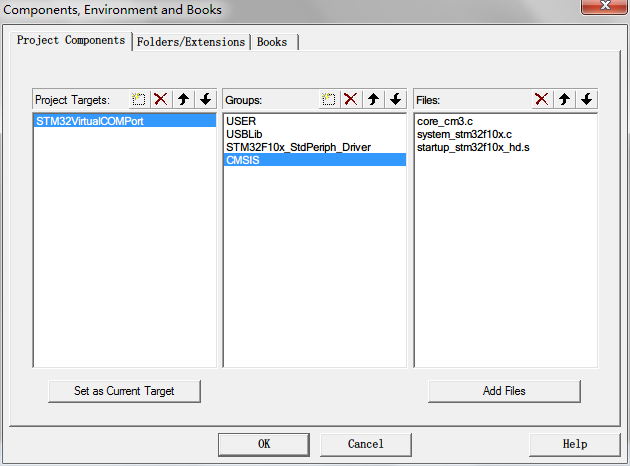 Components, Environment and Books
Project Components Folders/Extensions Books
Project Targets: Groups: Files:
STM32VirtualCOMPort
USER
USBLib
STM32F10x_StdPeriph_Driver
CMSIS
core_cm3.c
system_stm32f10x.c
startup_stm32f10x_hd.s
Set as Current Target Add Files
OK Cancel Help